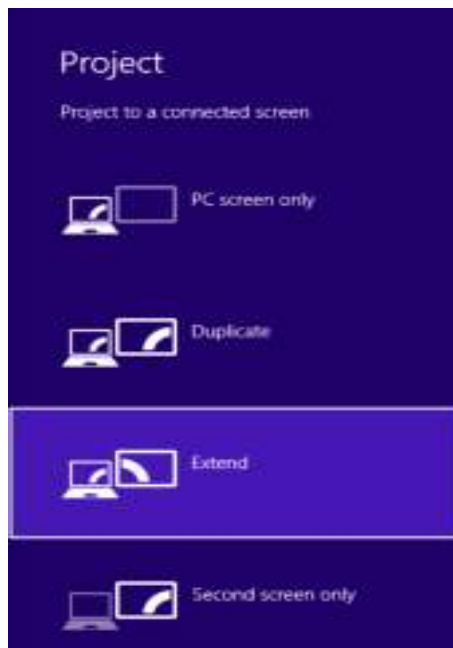 Project
Project to a connected screen
PC screen only
Duplicate
Extend
Second screen only